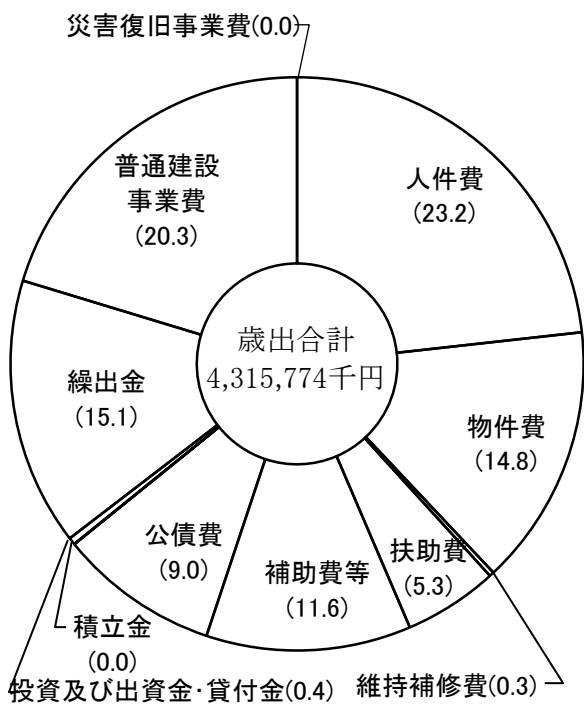 災害復旧事業費(0.0)
普通建設
事業費
(20.3)
人件費
(23.2)
歳出合計
4,315,774千円
繰出金
(15.1)
物件費
(14.8)
公債費
(9.0)
補助費等
(11.6)
扶助費
(5.3)
積立金
(0.0)
投資及び出資金・貸付金(0.4)
維持補修費(0.3)